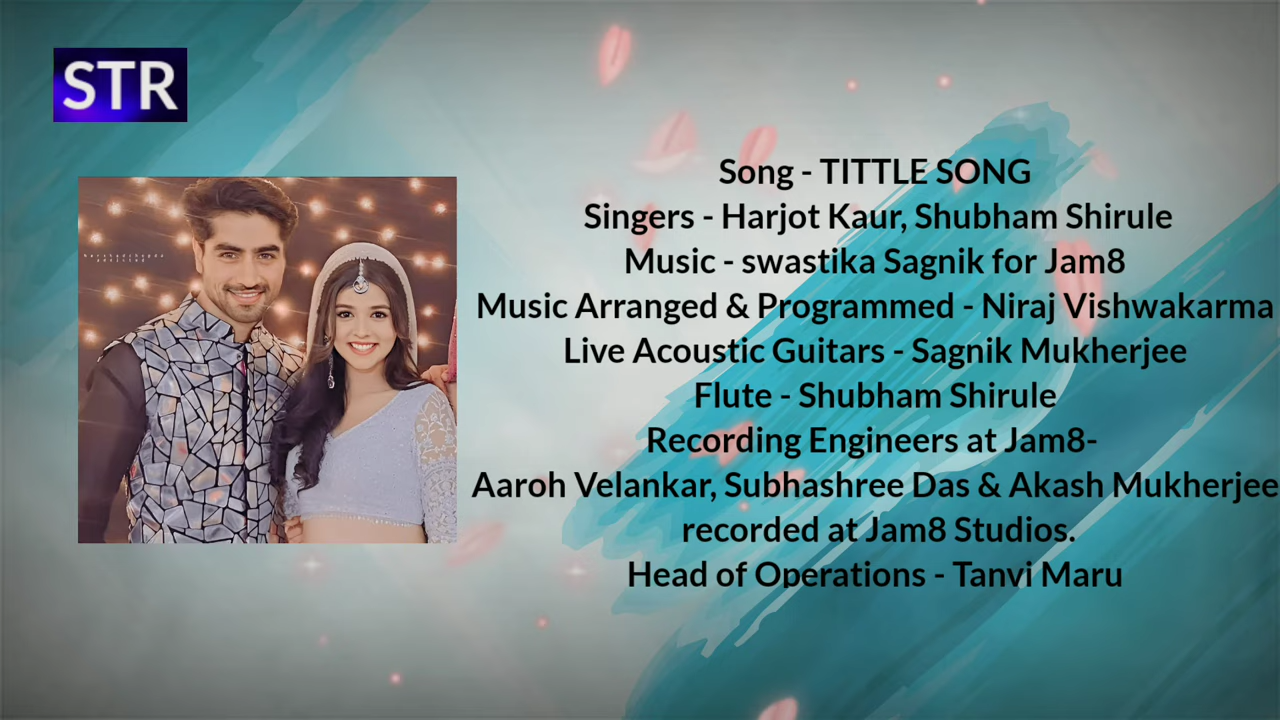 STR
Song - TITTLE SONG
Singers - Harjot Kaur, Shubham Shirule
Music - swastika Sagnik for Jam8
Music Arranged & Programmed - Niraj Vishwakarma
Live Acoustic Guitars - Sagnik Mukherjee
Flute - Shubham Shirule
Recording Engineers at Jam8-
Aaroh Velankar, Subhashree Das & Akash Mukherjee
recorded at Jam8 Studios.
Head of Operations - Tanvi Maru